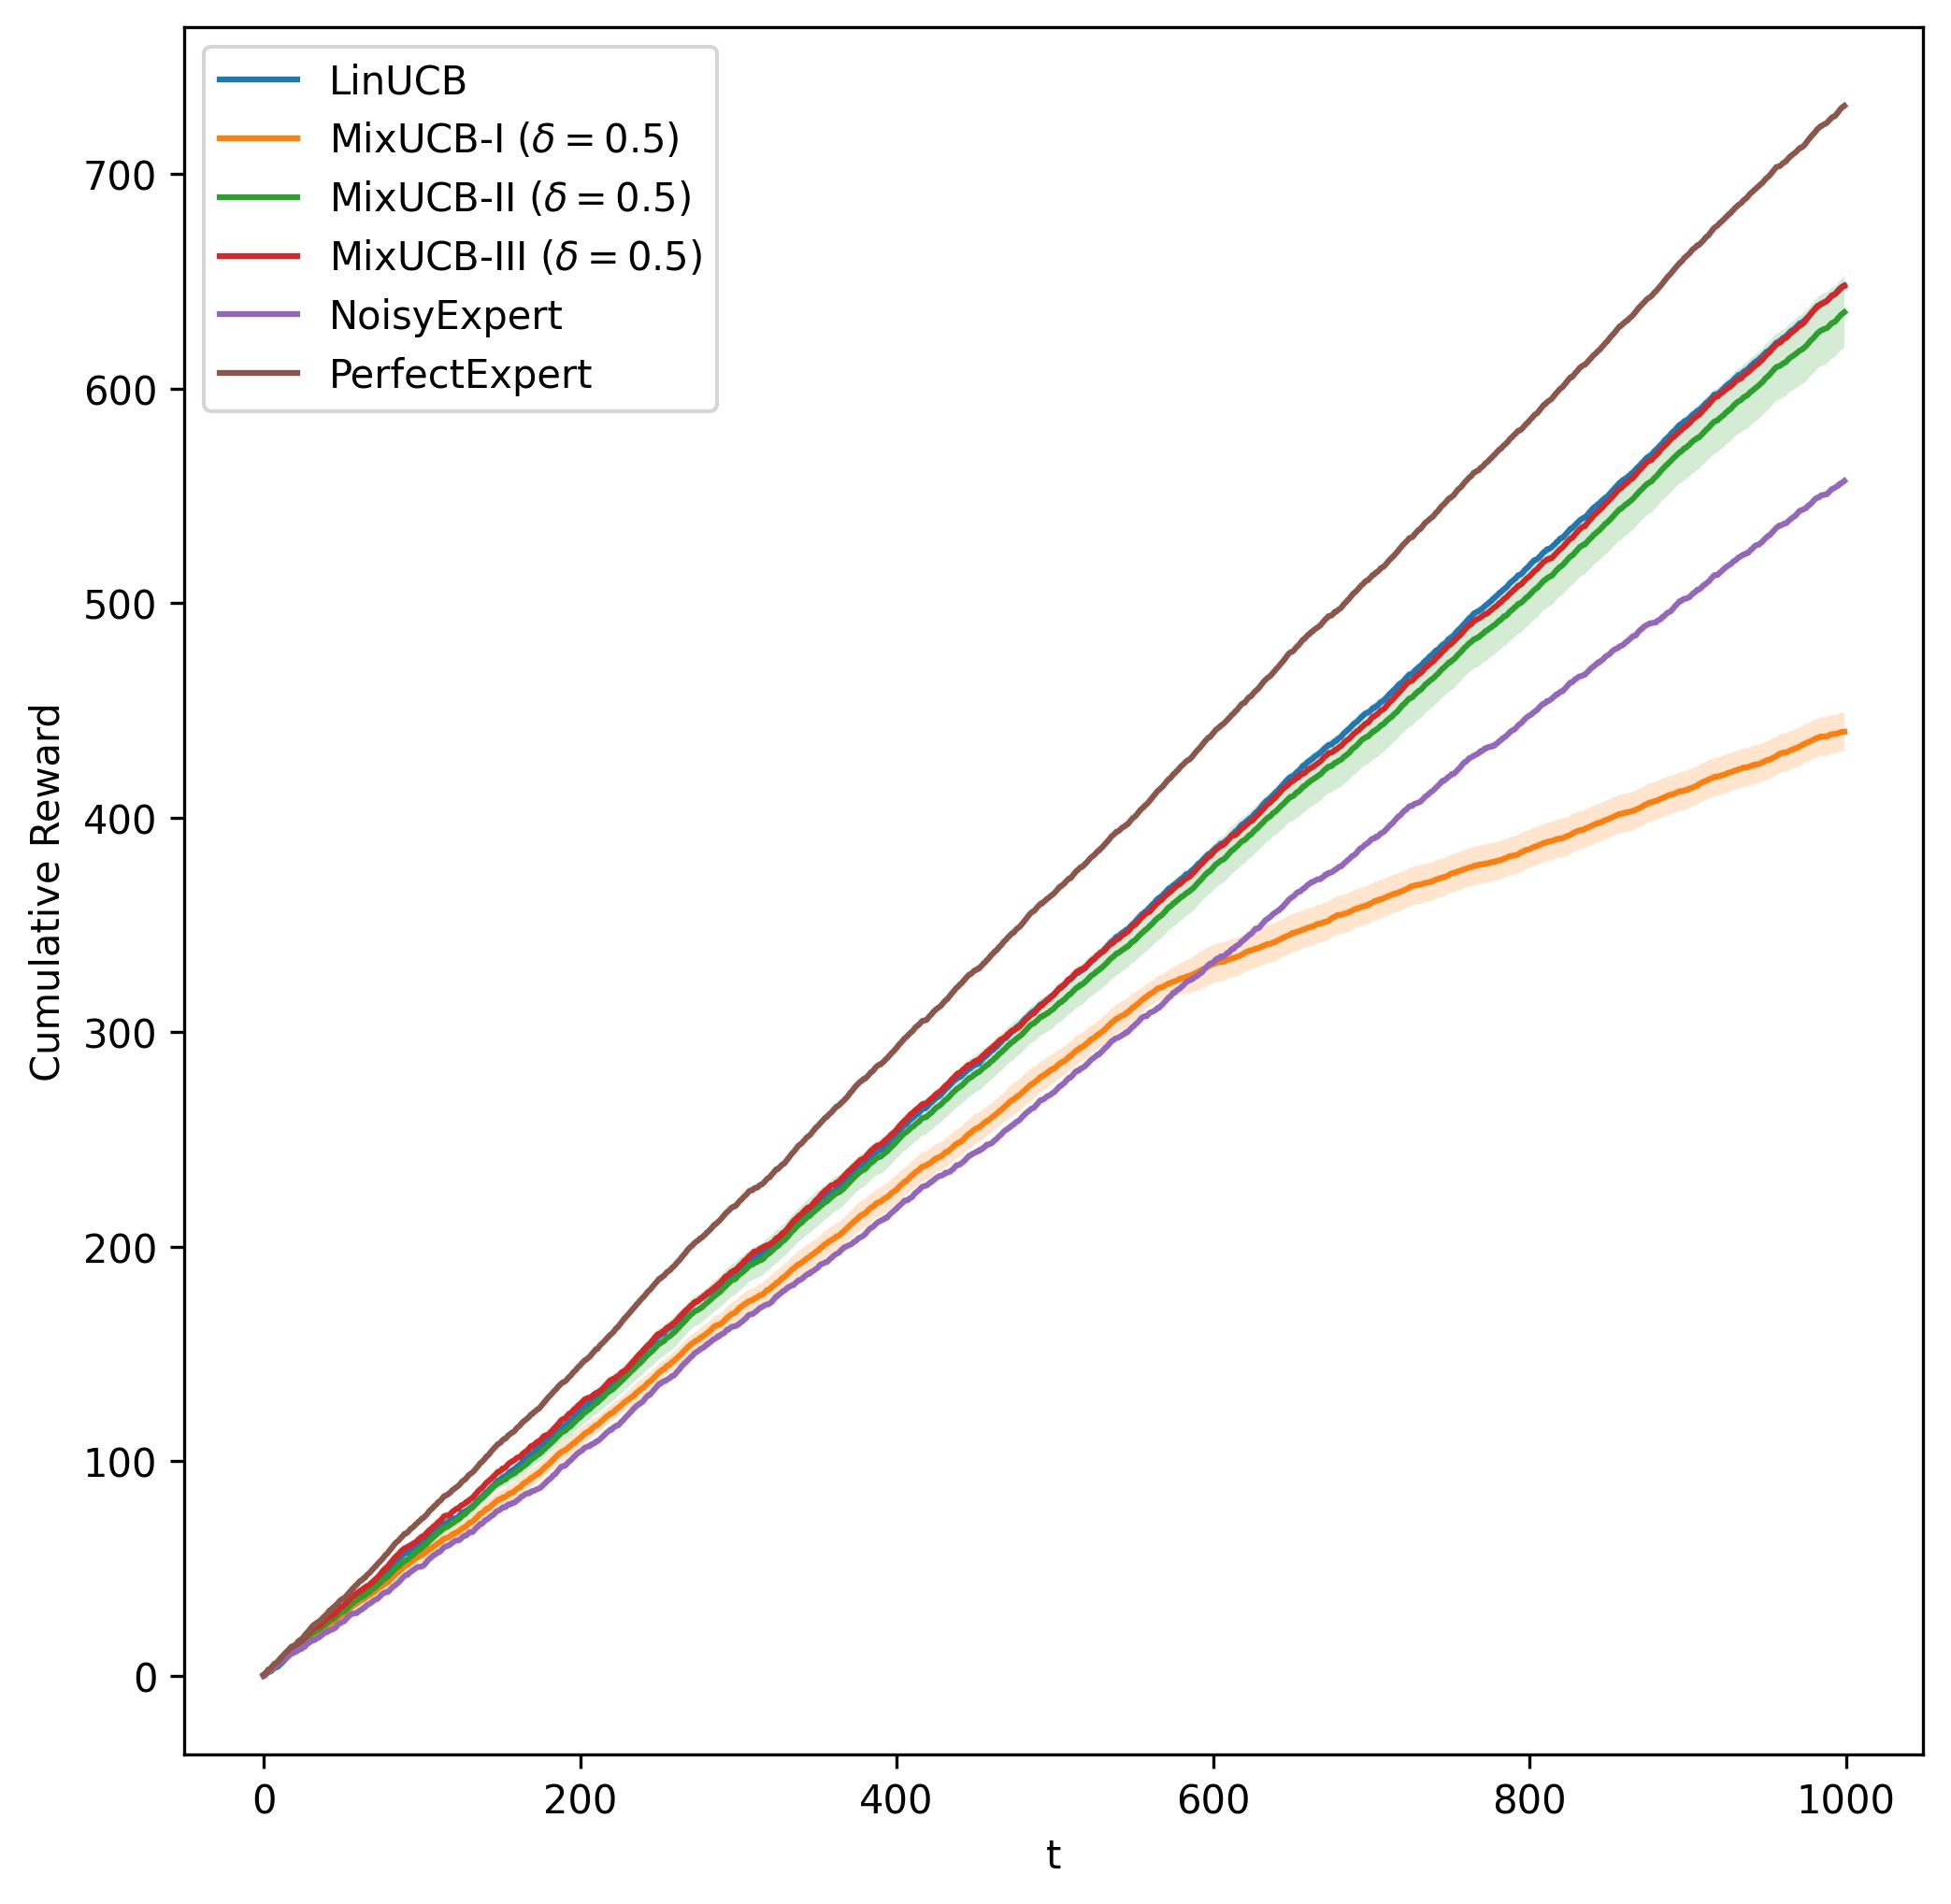 LinUCB
MixUCB-I (δ = 0.5)
MixUCB-II (δ = 0.5)
MixUCB-III (δ = 0.5)
NoisyExpert
PerfectExpert
Cumulative Reward
700
600
500
400
300
200
100
0
0 200 400 600 800 1000
t